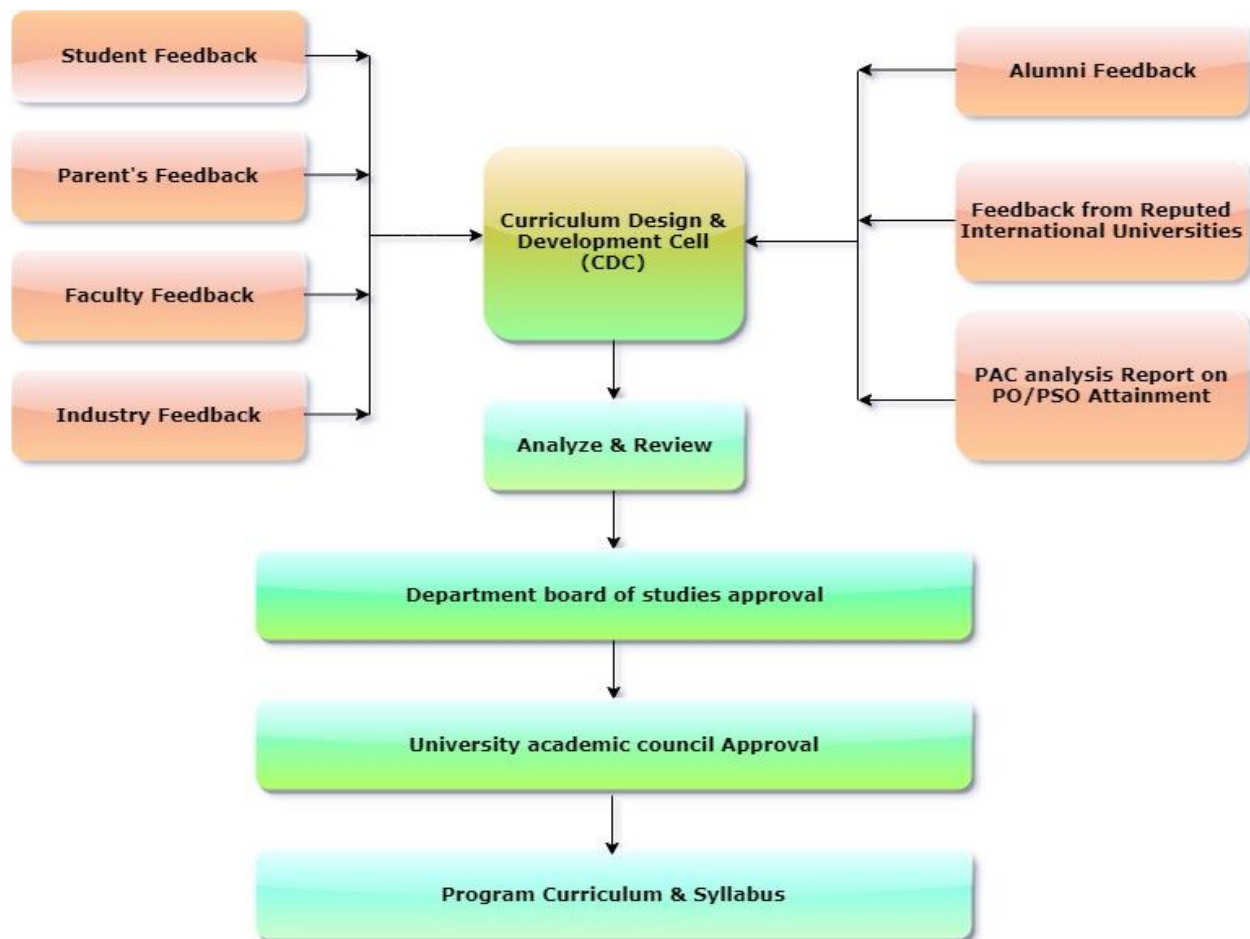 Student Feedback
Parent's Feedback
Faculty Feedback
Industry Feedback
Curriculum Design &
Development Cell
(CDC)
Alumni Feedback
Feedback from Reputed
International Universities
PAC analysis Report on
PO/PSO Attainment
Analyze & Review
Department board of studies approval
University academic council Approval
Program Curriculum & Syllabus